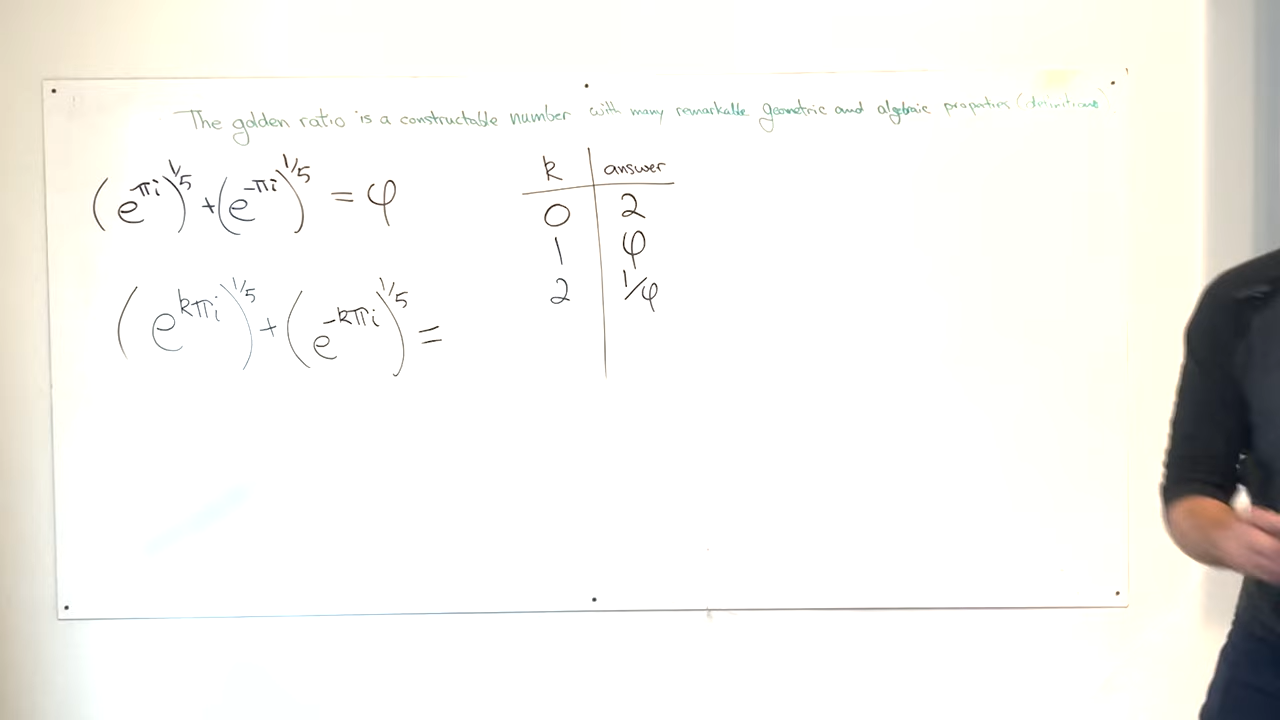 The golden ratio is a constructable number with many remarkable geometric and algebraic properties (definitions)
(e^{πi})^{1/5} + (e^{-πi})^{1/5} = φ
(e^{kπi})^{1/5} + (e^{-kπi})^{1/5} =
k answer
0 2
1 φ
2 1/φ